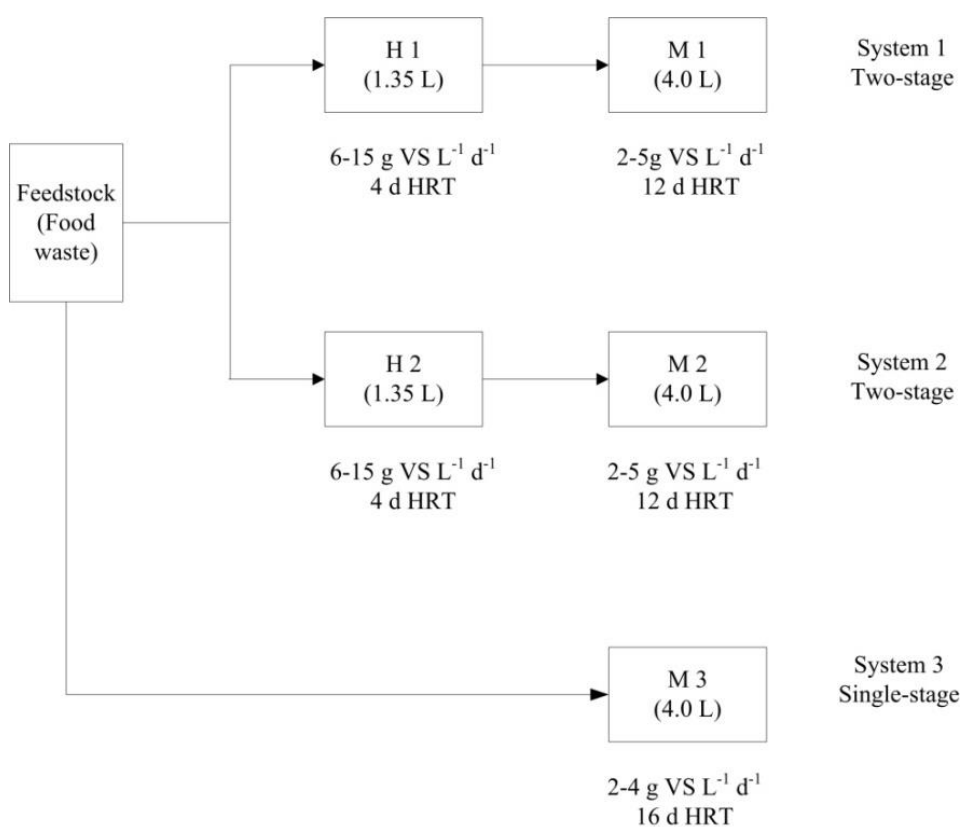 H 1
(1.35 L)
M 1
(4.0 L)
System 1
Two-stage
6-15 g VS L⁻¹ d⁻¹
4 d HRT
2-5g VS L⁻¹ d⁻¹
12 d HRT
Feedstock
(Food
waste)
H 2
(1.35 L)
M 2
(4.0 L)
System 2
Two-stage
6-15 g VS L⁻¹ d⁻¹
4 d HRT
2-5 g VS L⁻¹ d⁻¹
12 d HRT
M 3
(4.0 L)
System 3
Single-stage
2-4 g VS L⁻¹ d⁻¹
16 d HRT